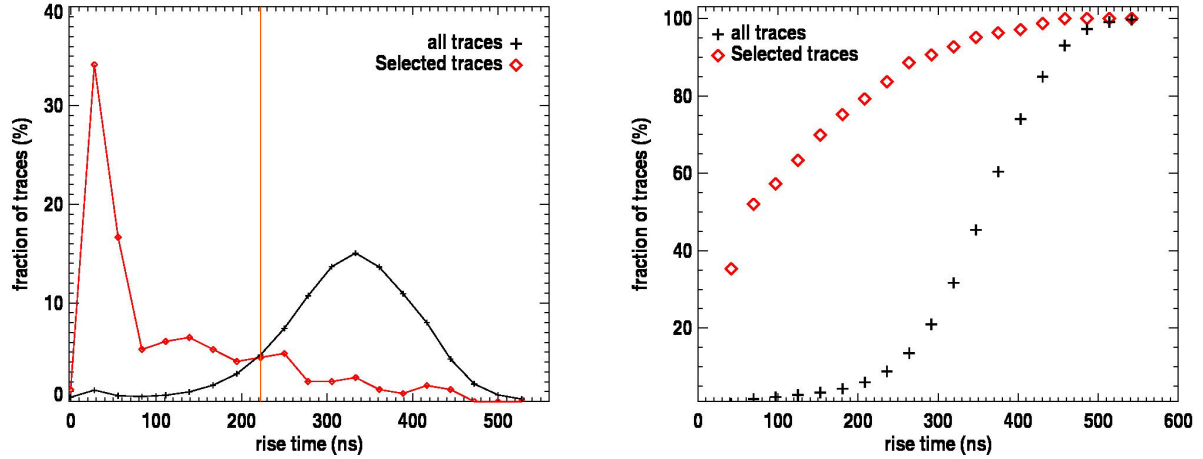 40
30
20
10
0
fraction of traces (%)
all traces
Selected traces
0 100 200 300 400 500
rise time (ns)
100
80
60
40
20
fraction of traces (%)
all traces
Selected traces
0 100 200 300 400 500 600
rise time (ns)